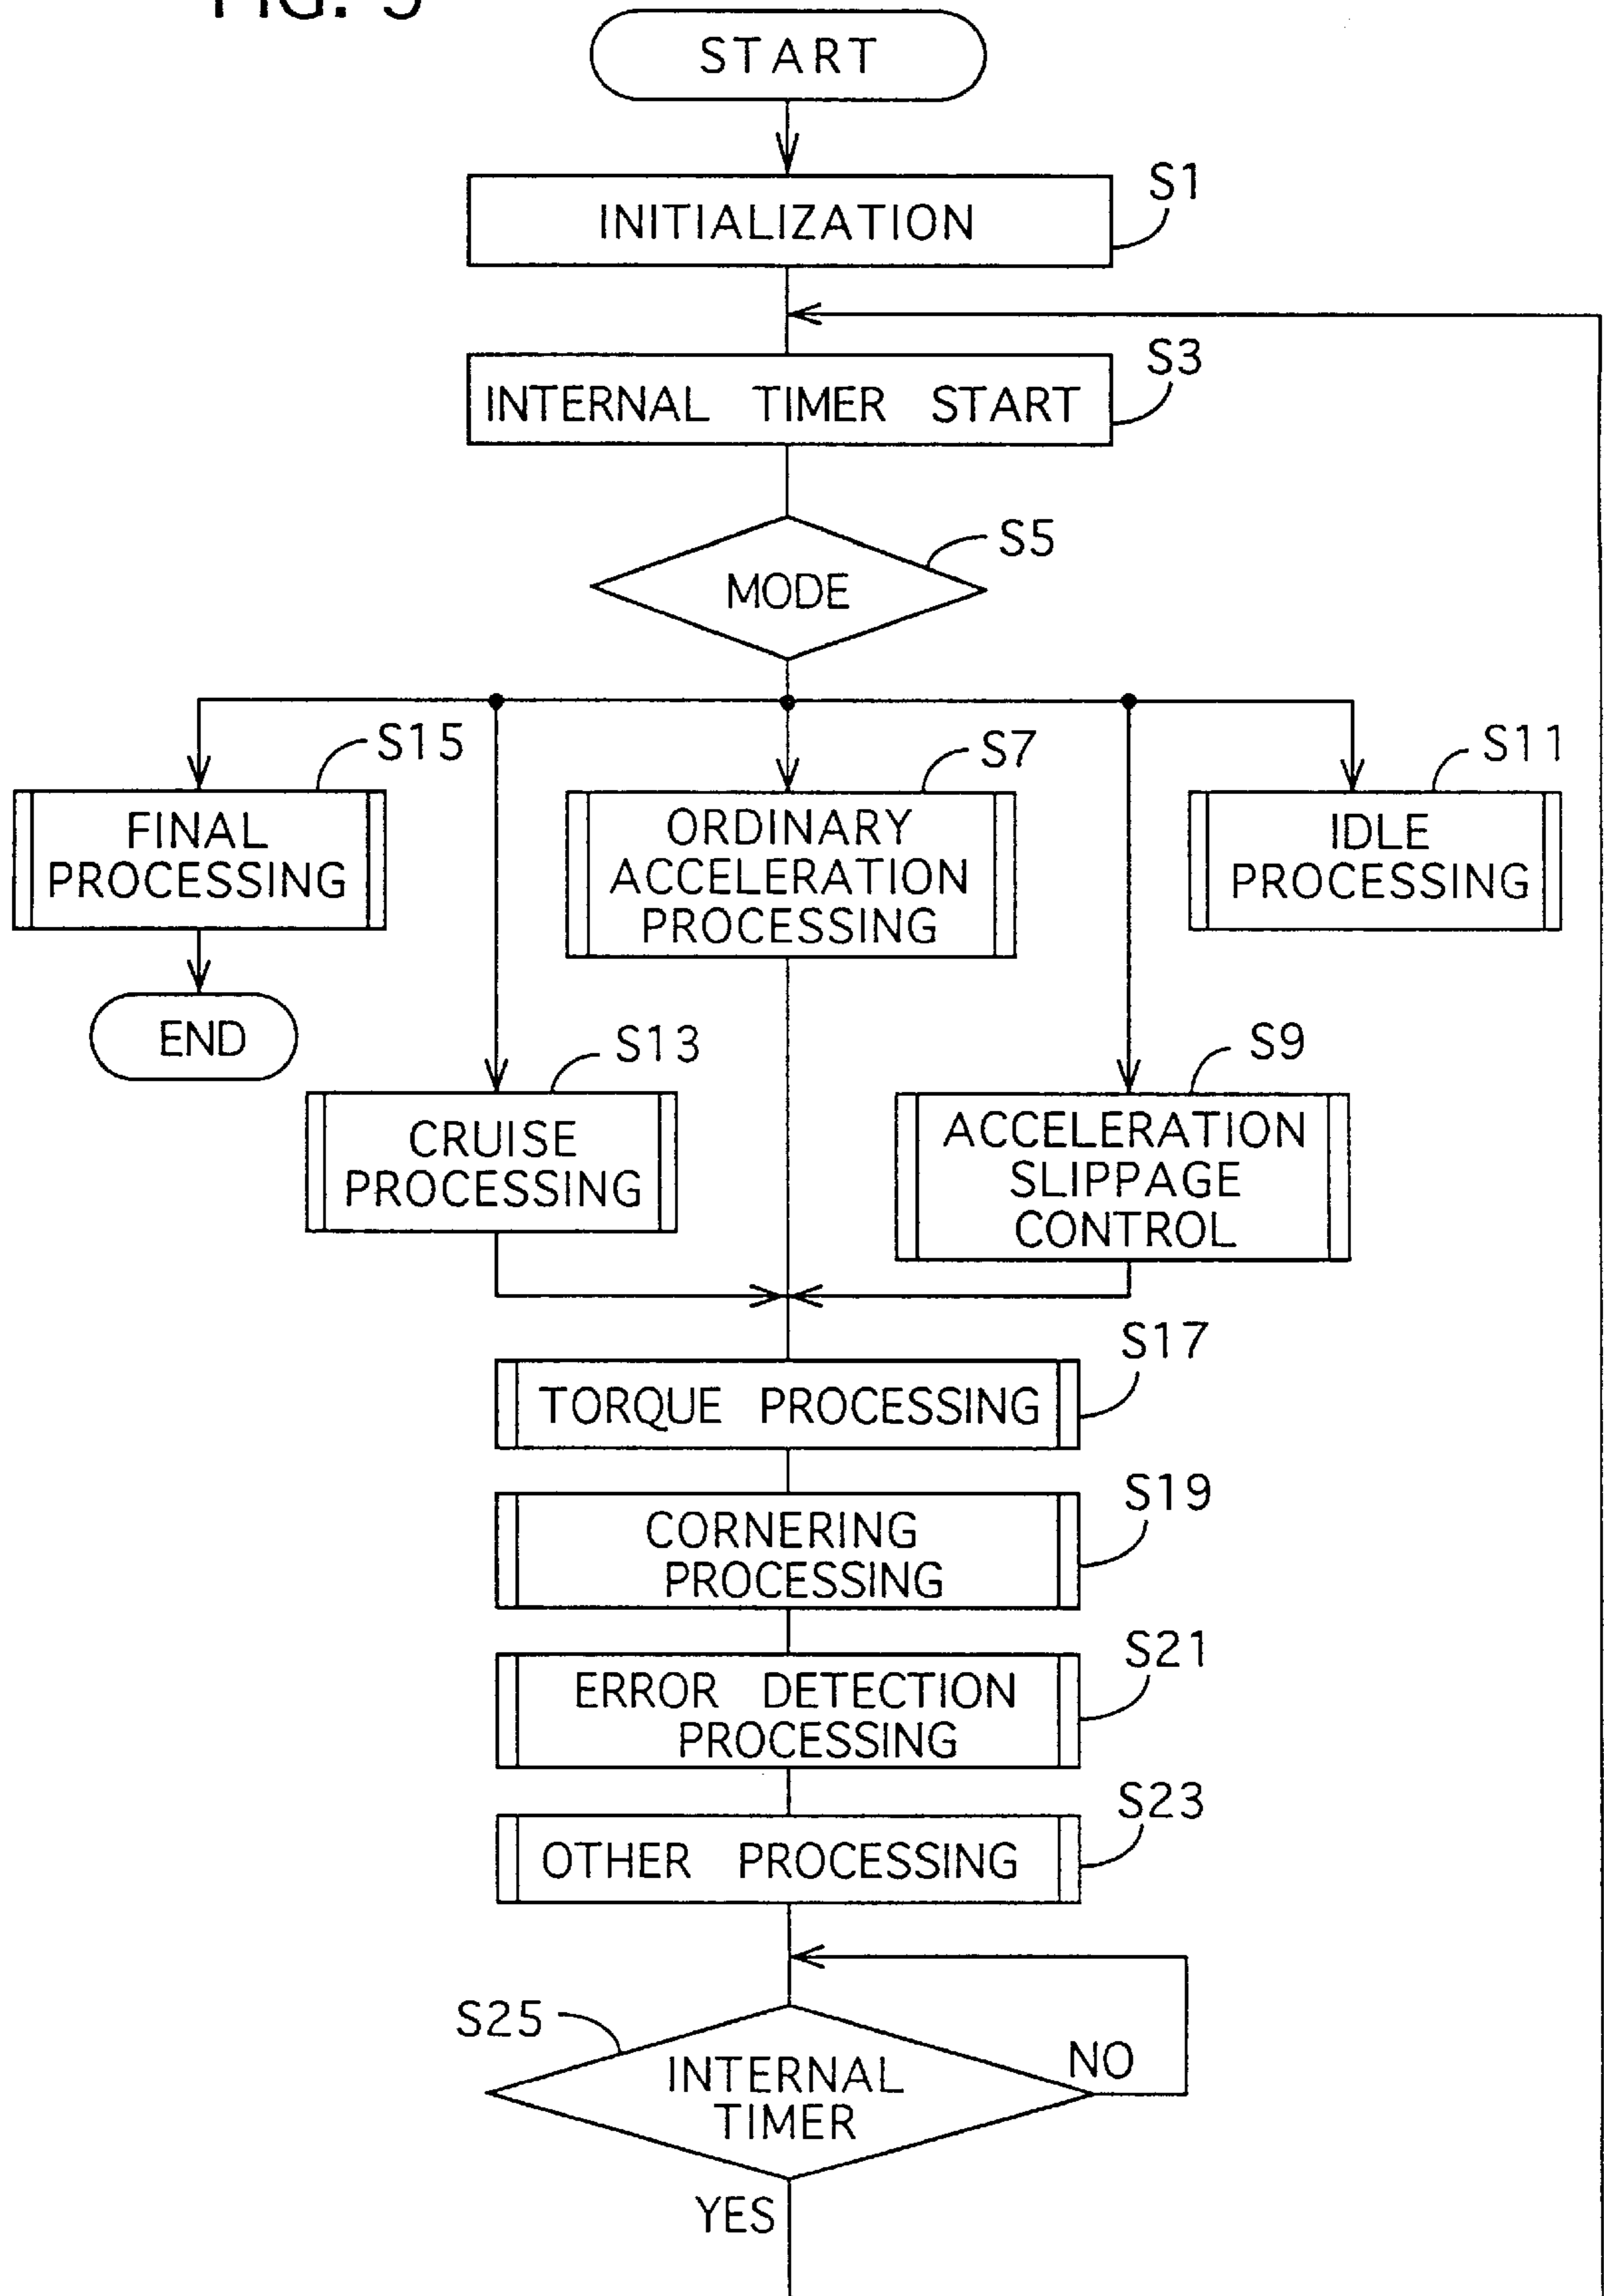 START
S1
INITIALIZATION
S3
INTERNAL TIMER START
S5
MODE
S15
S7
S11
FINAL
PROCESSING
ORDINARY
ACCELERATION
PROCESSING
IDLE
PROCESSING
END
S13
S9
CRUISE
PROCESSING
ACCELERATION
SLIPPAGE
CONTROL
S17
TORQUE PROCESSING
S19
CORNERING
PROCESSING
S21
ERROR DETECTION
PROCESSING
S23
OTHER PROCESSING
S25
NO
INTERNAL
TIMER
YES